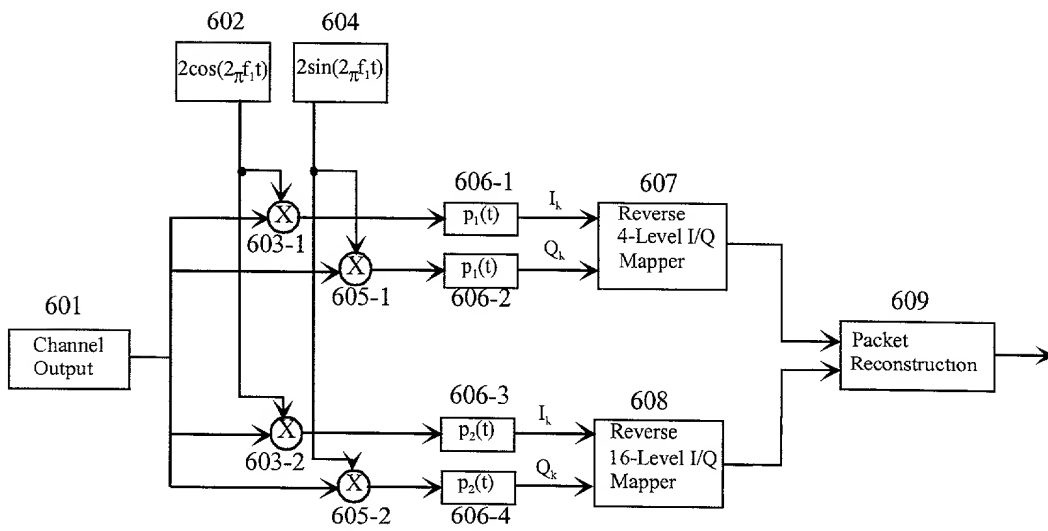 602
604
2cos(2πf₁t)
2sin(2πf₁t)
606-1
607
X
p₁(t)
Iₖ
Reverse
4-Level I/Q
Mapper
603-1
X
p₁(t)
Qₖ
605-1
606-2
601
609
Channel
Output
Packet
Reconstruction
606-3
608
X
p₂(t)
Iₖ
Reverse
16-Level I/Q
Mapper
603-2
X
p₂(t)
Qₖ
605-2
606-4